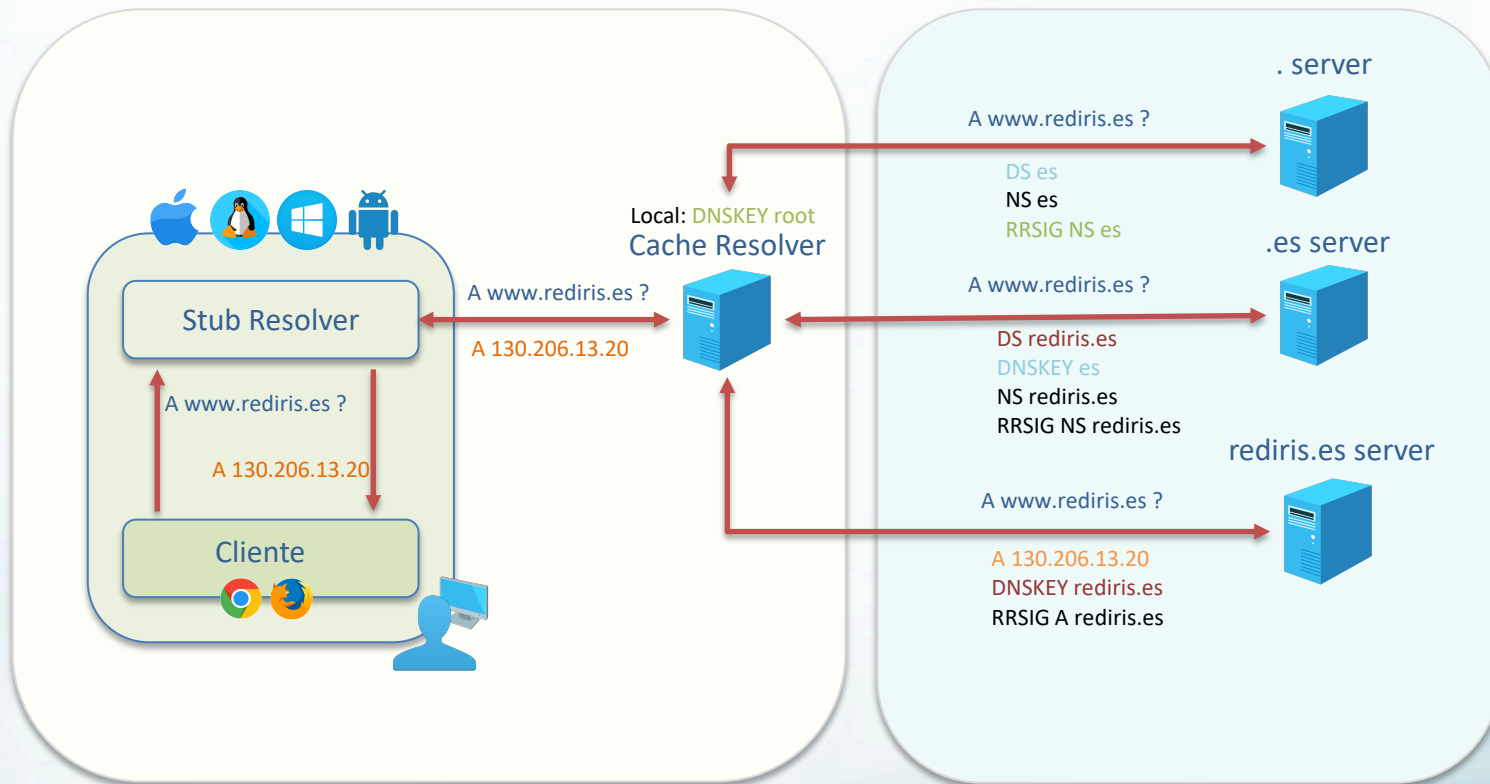 . server
A www.rediris.es ?
DS es
NS es
RRSIG NS es
Local: DNSKEY root
Cache Resolver
.es server
A www.rediris.es ?
DS rediris.es
DNSKEY es
NS rediris.es
RRSIG NS rediris.es
A www.rediris.es ?
A 130.206.13.20
Stub Resolver
A www.rediris.es ?
A 130.206.13.20
Cliente
rediris.es server
A www.rediris.es ?
A 130.206.13.20
DNSKEY rediris.es
RRSIG A rediris.es